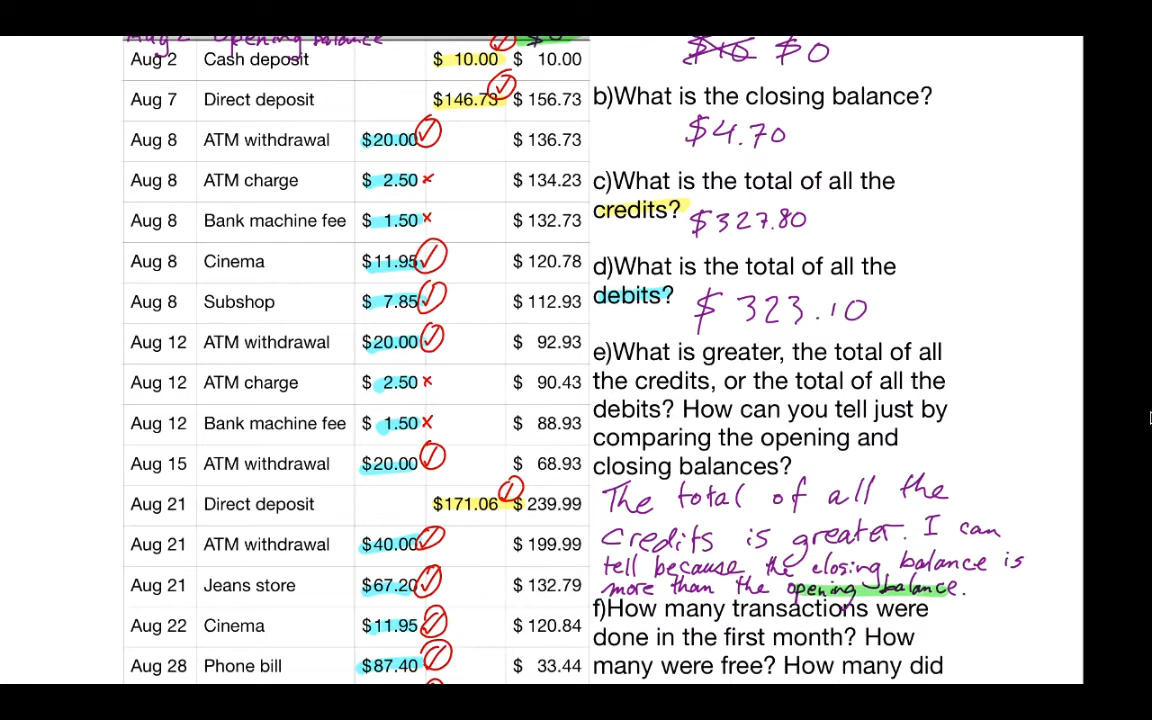 Aug 2 Opening balance $0
Aug 2 Cash deposit $ 10.00 $ 10.00
Aug 7 Direct deposit $146.73 $ 156.73
Aug 8 ATM withdrawal $20.00 $ 136.73
Aug 8 ATM charge $ 2.50 $ 134.23
Aug 8 Bank machine fee $ 1.50 $ 132.73
Aug 8 Cinema $11.95 $ 120.78
Aug 8 Subshop $ 7.85 $ 112.93
Aug 12 ATM withdrawal $20.00 $ 92.93
Aug 12 ATM charge $ 2.50 $ 90.43
Aug 12 Bank machine fee $ 1.50 $ 88.93
Aug 15 ATM withdrawal $20.00 $ 68.93
Aug 21 Direct deposit $171.06 $ 239.99
Aug 21 ATM withdrawal $40.00 $ 199.99
Aug 21 Jeans store $67.20 $ 132.79
Aug 22 Cinema $11.95 $ 120.84
Aug 28 Phone bill $87.40 $ 33.44
$10 $0
b)What is the closing balance?
$4.70
c)What is the total of all the
credits? $327.80
d)What is the total of all the
debits? $323.10
e)What is greater, the total of all
the credits, or the total of all the
debits? How can you tell just by
comparing the opening and
closing balances?
The total of all the
credits is greater. I can
tell because the closing balance is
more than the opening balance.
f)How many transactions were
done in the first month? How
many were free? How many did